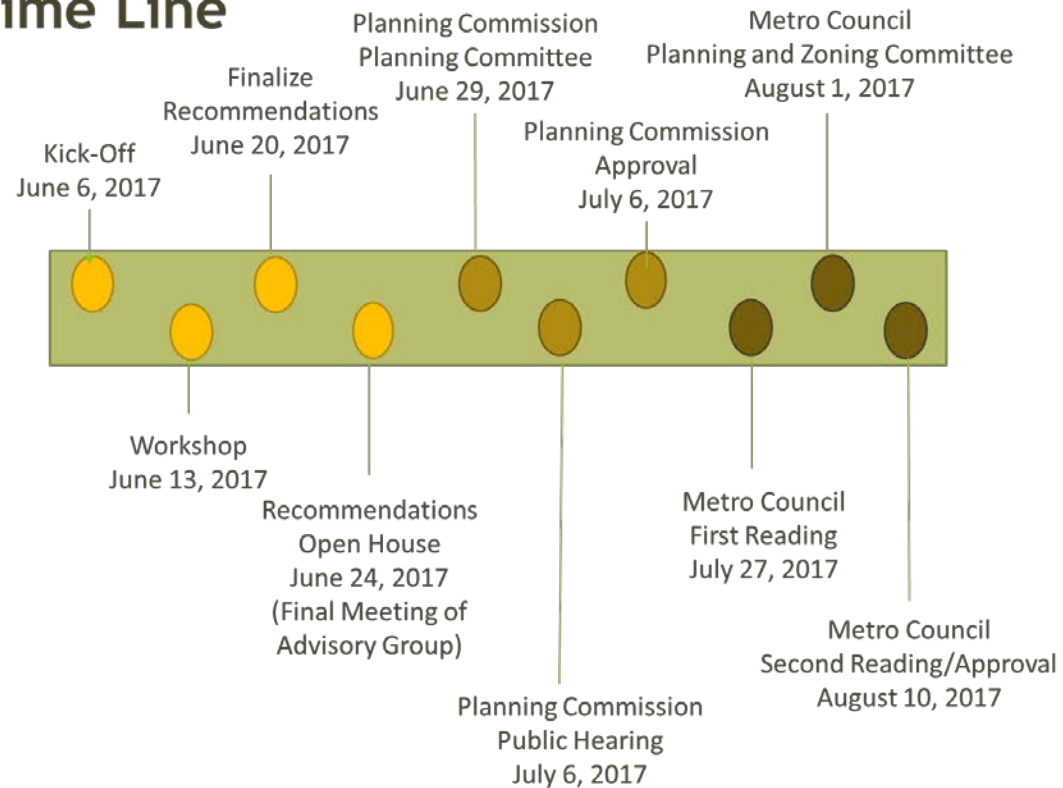 ime Line
Kick-Off
June 6, 2017
Workshop
June 13, 2017
Finalize
Recommendations
June 20, 2017
Recommendations
Open House
June 24, 2017
(Final Meeting of
Advisory Group)
Planning Commission
Planning Committee
June 29, 2017
Planning Commission
Public Hearing
July 6, 2017
Planning Commission
Approval
July 6, 2017
Metro Council
First Reading
July 27, 2017
Metro Council
Planning and Zoning Committee
August 1, 2017
Metro Council
Second Reading/Approval
August 10, 2017